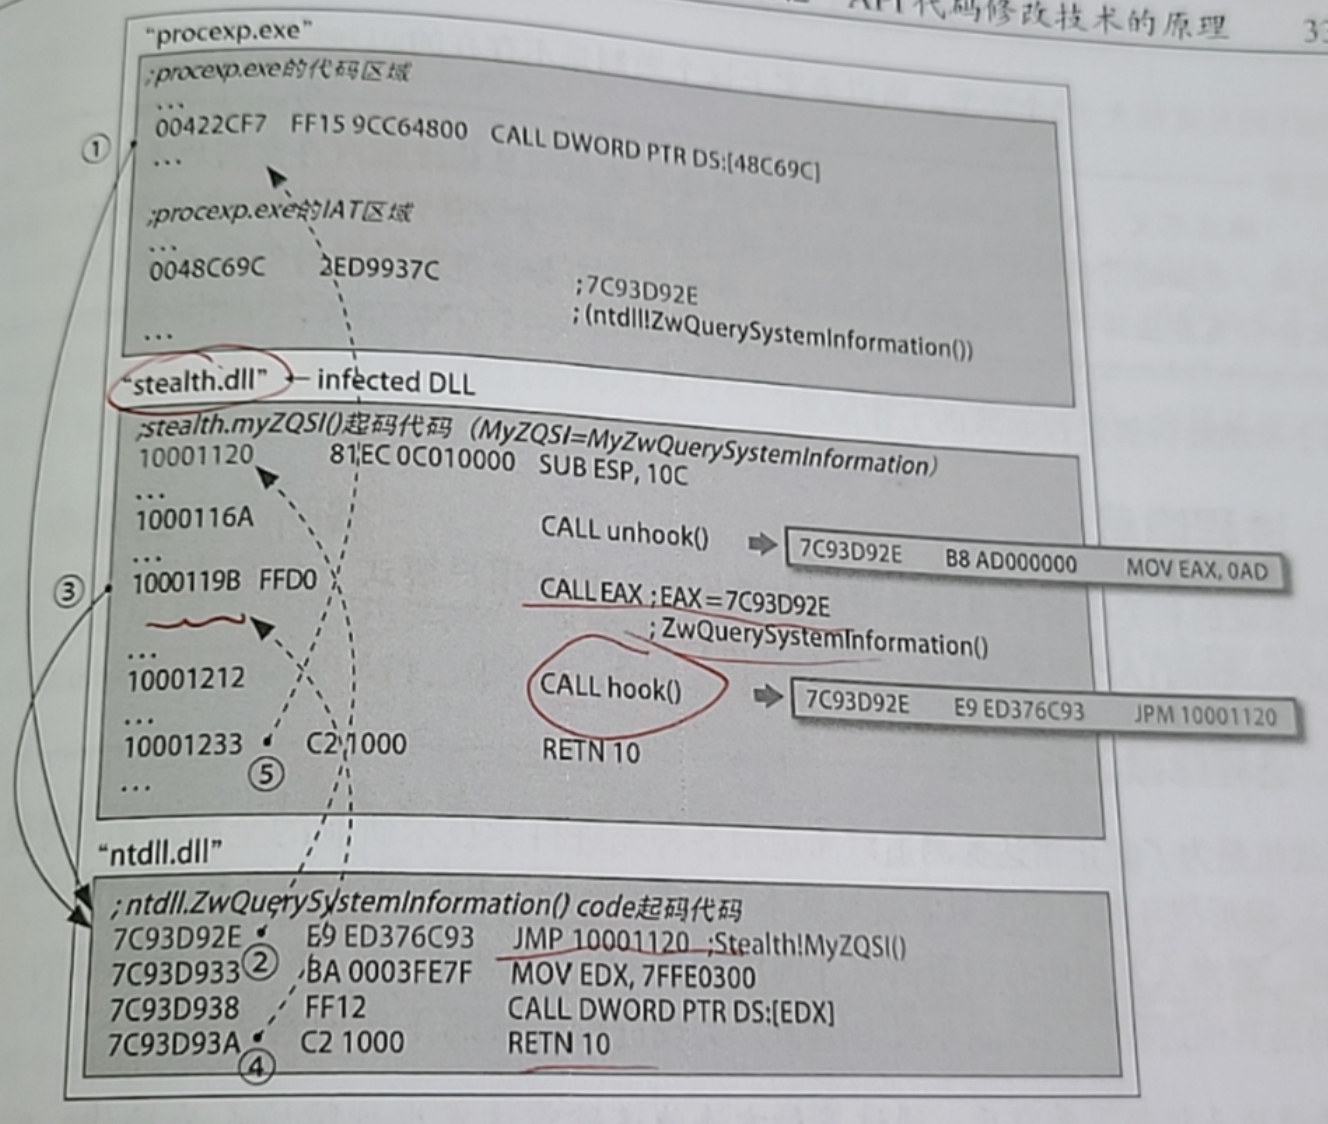 API代码修改技术的原理
"procexp.exe"
;procexp.exe的代码区域
...
00422CF7 FF15 9CC64800 CALL DWORD PTR DS:[48C69C]
①
...
;procexp.exe的IAT区域
...
0048C69C 2ED9937C ;7C93D92E
;(ntdll!ZwQuerySystemInformation())
...
"stealth.dll" ← infected DLL
;stealth.myZQSI()起码代码（MyZQSI=MyZwQuerySystemInformation）
10001120 81EC 0C010000 SUB ESP, 10C
...
1000116A CALL unhook() 7C93D92E B8 AD000000 MOV EAX, 0AD
...
③ 1000119B FFD0 CALL EAX ;EAX=7C93D92E
; ZwQuerySystemInformation()
...
10001212 CALL hook() 7C93D92E E9 ED376C93 JPM 10001120
...
10001233 C2 1000 RETN 10
⑤
...
"ntdll.dll"
;ntdll.ZwQuerySystemInformation() code起码代码
7C93D92E E9 ED376C93 JMP 10001120 ;Stealth!MyZQSI()
②
7C93D933 BA 0003FE7F MOV EDX, 7FFE0300
7C93D938 FF12 CALL DWORD PTR DS:[EDX]
7C93D93A C2 1000 RETN 10
④